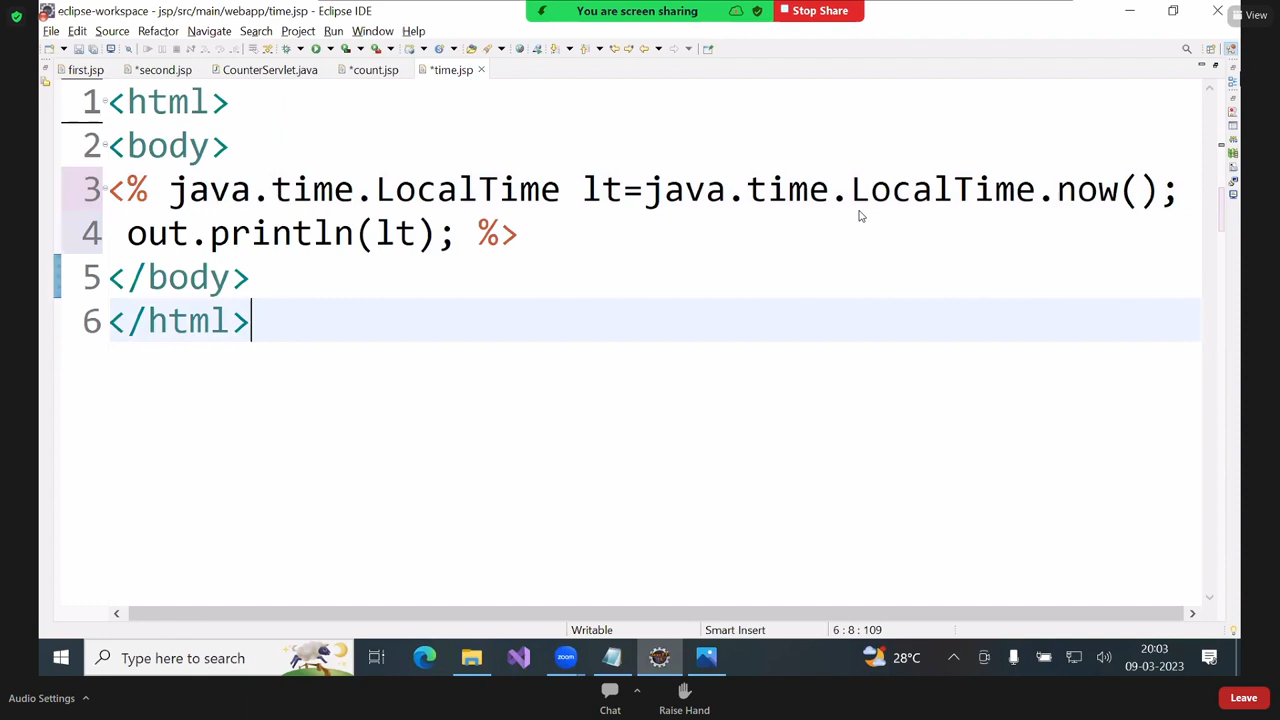 eclipse-workspace - jsp/src/main/webapp/time.jsp - Eclipse IDE
You are screen sharing
Stop Share
View
File Edit Source Refactor Navigate Search Project Run Window Help
first.jsp *second.jsp CounterServlet.java *count.jsp *time.jsp
1 <html>
2 <body>
3 <% java.time.LocalTime lt=java.time.LocalTime.now();
4 out.println(lt); %>
5 </body>
6 </html>
Writable Smart Insert 6 : 8 : 109
Type here to search
28°C
20:03
09-03-2023
Audio Settings
Chat
Raise Hand
Leave